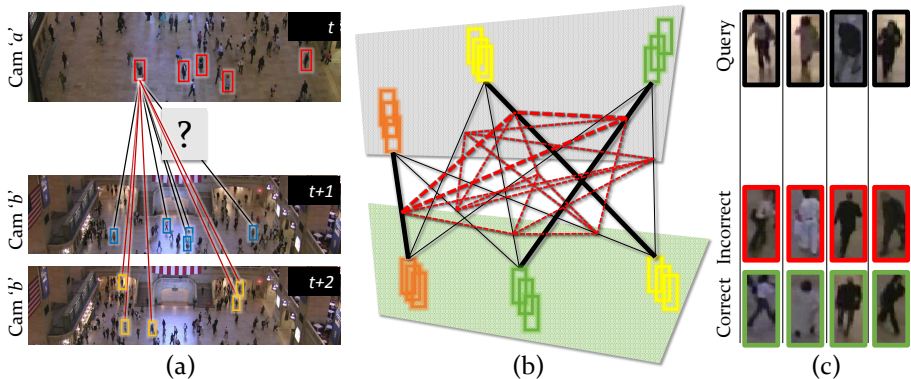 Cam ‘a’
t
?
Cam ‘b’
t+1
Cam ‘b’
t+2
(a)
(b)
Query
Incorrect
Correct
(c)